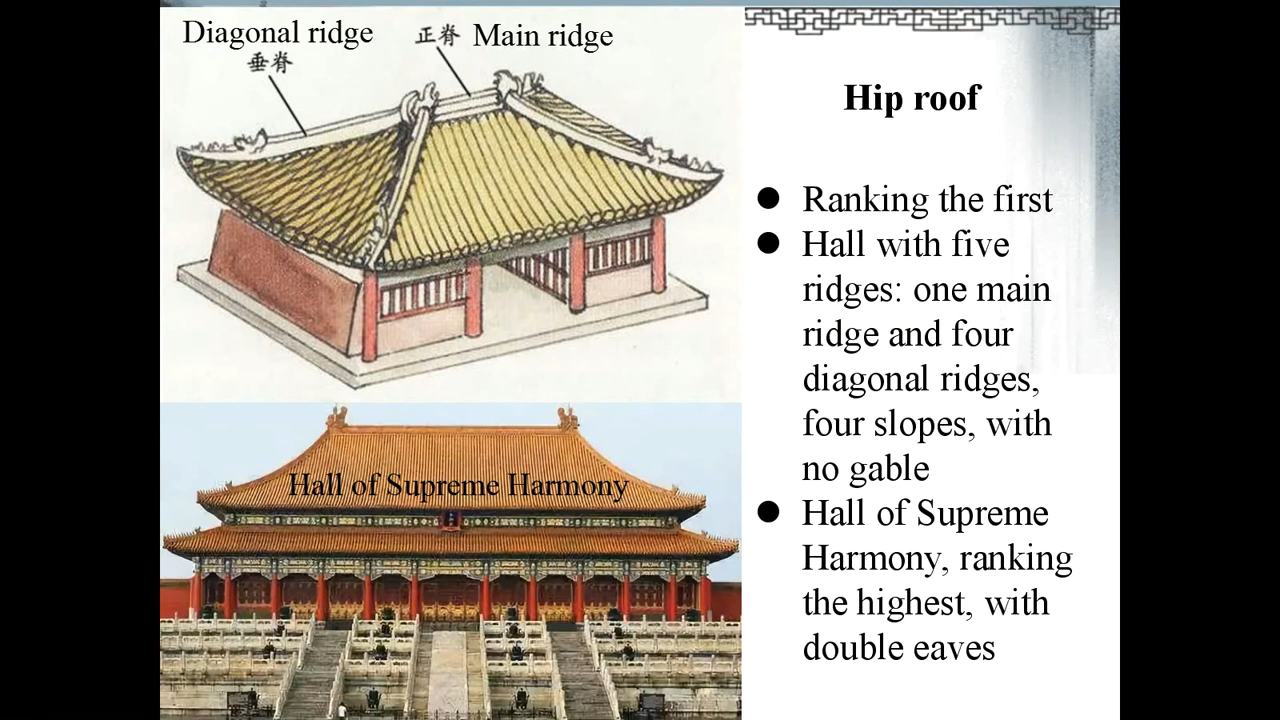 Diagonal ridge
垂脊
正脊 Main ridge
Hall of Supreme Harmony
Hip roof
● Ranking the first
● Hall with five
ridges: one main
ridge and four
diagonal ridges,
four slopes, with
no gable
● Hall of Supreme
Harmony, ranking
the highest, with
double eaves